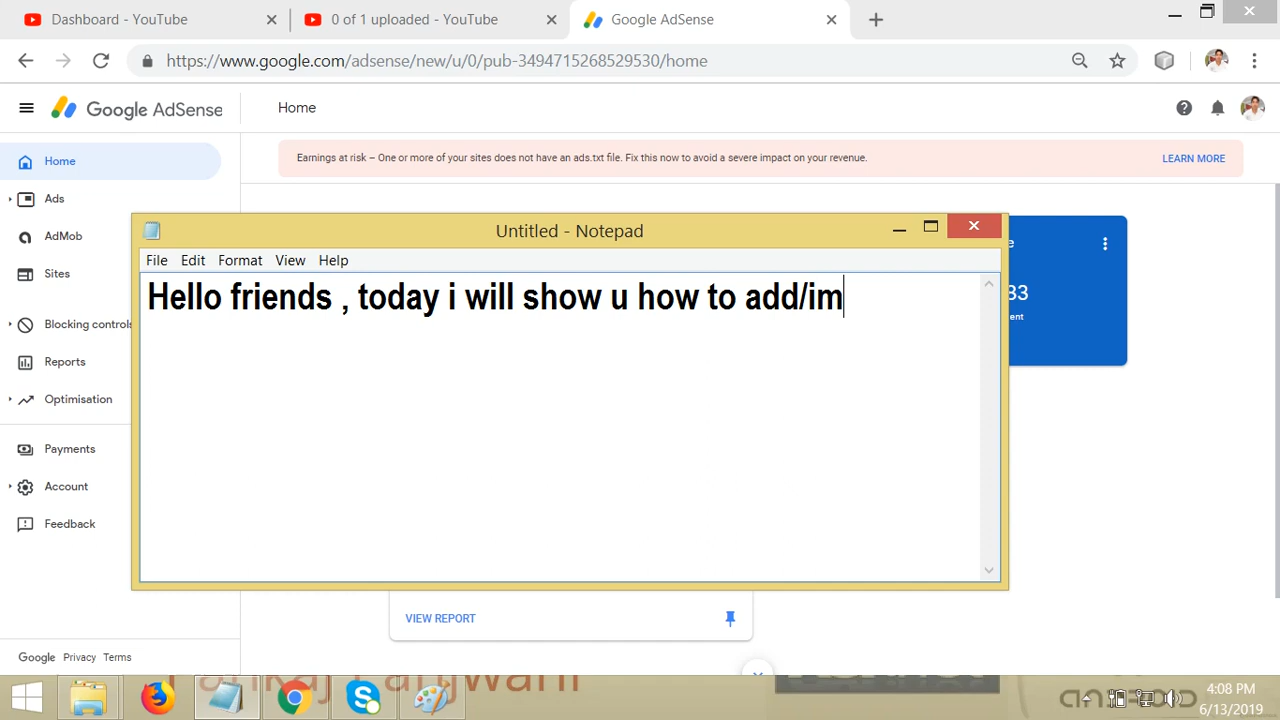 Dashboard - YouTube
0 of 1 uploaded - YouTube
Google AdSense
https://www.google.com/adsense/new/u/0/pub-3494715268529530/home
Google AdSense
Home
Home
Earnings at risk – One or more of your sites does not have an ads.txt file. Fix this now to avoid a severe impact on your revenue.
LEARN MORE
Ads
AdMob
Sites
Blocking controls
Reports
Optimisation
Payments
Account
Feedback
Untitled - Notepad
File Edit Format View Help
Hello friends , today i will show u how to add/im
83
VIEW REPORT
Google Privacy Terms
4:08 PM
6/13/2019